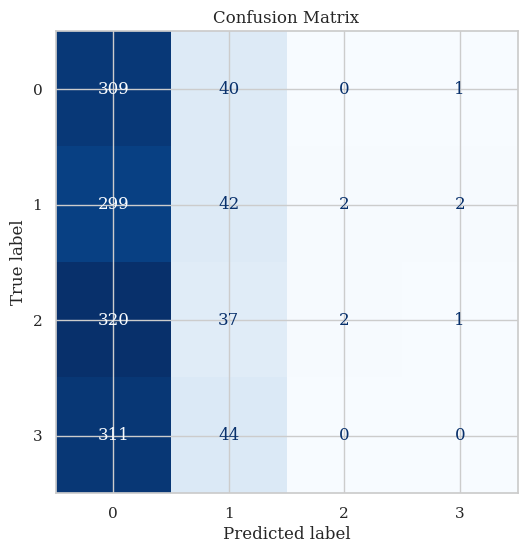 Confusion Matrix
0 309 40 0 1
1 299 42 2 2
2 320 37 2 1
3 311 44 0 0
0 1 2 3
True label
Predicted label